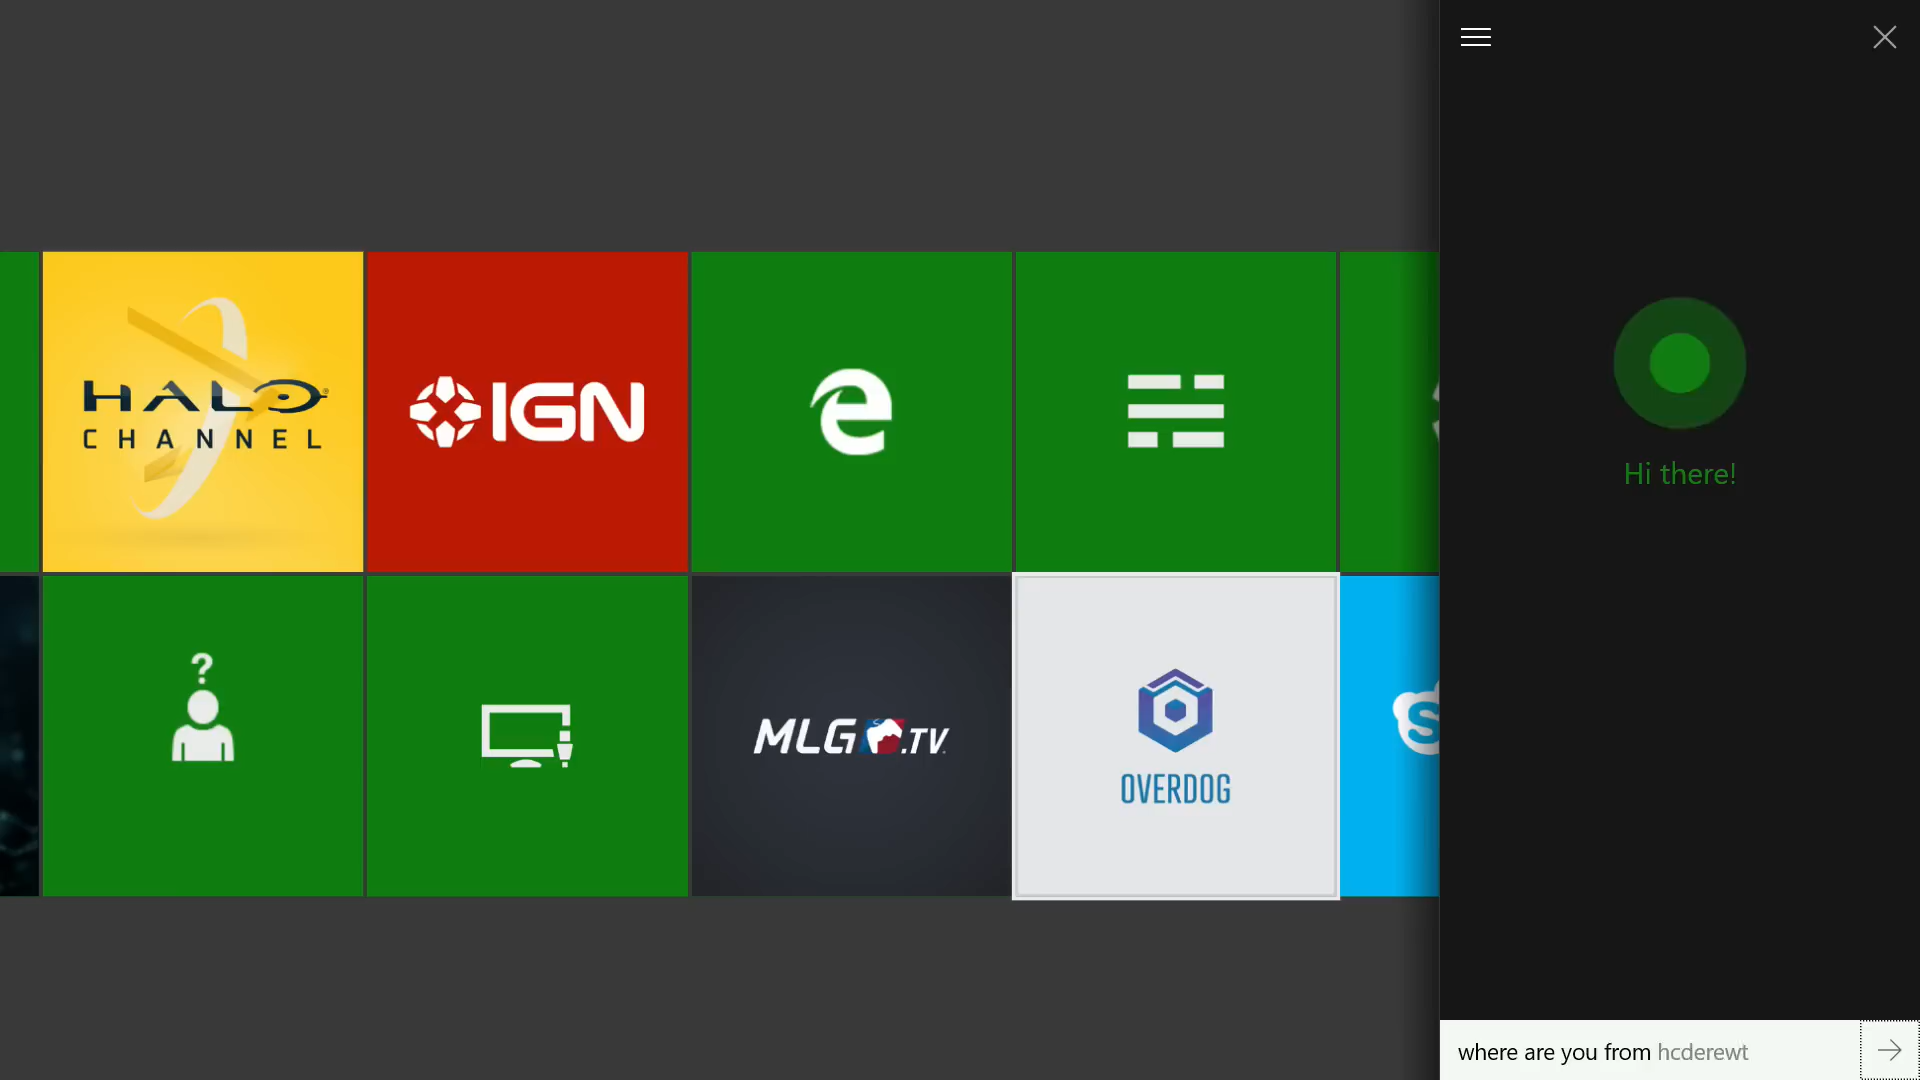 HALO®
CHANNEL
IGN
e
Hi there!
?
MLG.TV
OVERDOG
S
where are you from hcderewt